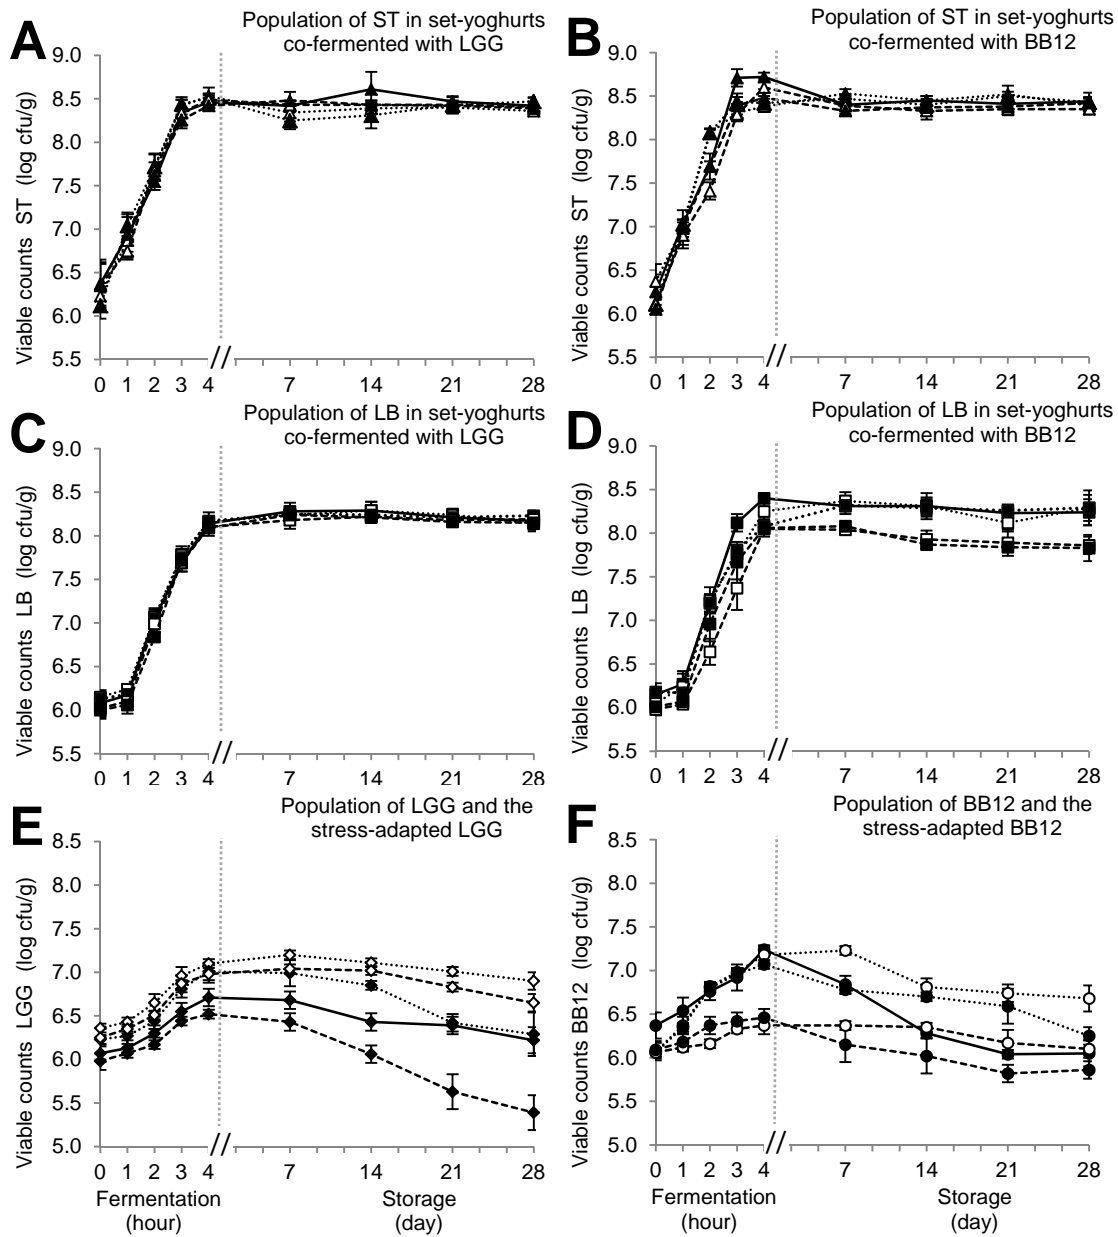 A
Population of ST in set-yoghurts
co-fermented with LGG
Viable counts ST (log cfu/g)
9.0
8.5
8.0
7.5
7.0
6.5
6.0
5.5
0 1 2 3 4 // 7 14 21 28
B
Population of ST in set-yoghurts
co-fermented with BB12
Viable counts ST (log cfu/g)
9.0
8.5
8.0
7.5
7.0
6.5
6.0
5.5
0 1 2 3 4 // 7 14 21 28
C
Population of LB in set-yoghurts
co-fermented with LGG
Viable counts LB (log cfu/g)
9.0
8.5
8.0
7.5
7.0
6.5
6.0
5.5
0 1 2 3 4 // 7 14 21 28
D
Population of LB in set-yoghurts
co-fermented with BB12
Viable counts LB (log cfu/g)
9.0
8.5
8.0
7.5
7.0
6.5
6.0
5.5
0 1 2 3 4 // 7 14 21 28
E
Population of LGG and the
stress-adapted LGG
Viable counts LGG (log cfu/g)
8.5
8.0
7.5
7.0
6.5
6.0
5.5
5.0
0 1 2 3 4 // 7 14 21 28
Fermentation Storage
(hour) (day)
F
Population of BB12 and the
stress-adapted BB12
Viable counts BB12 (log cfu/g)
8.5
8.0
7.5
7.0
6.5
6.0
5.5
5.0
0 1 2 3 4 // 7 14 21 28
Fermentation Storage
(hour) (day)